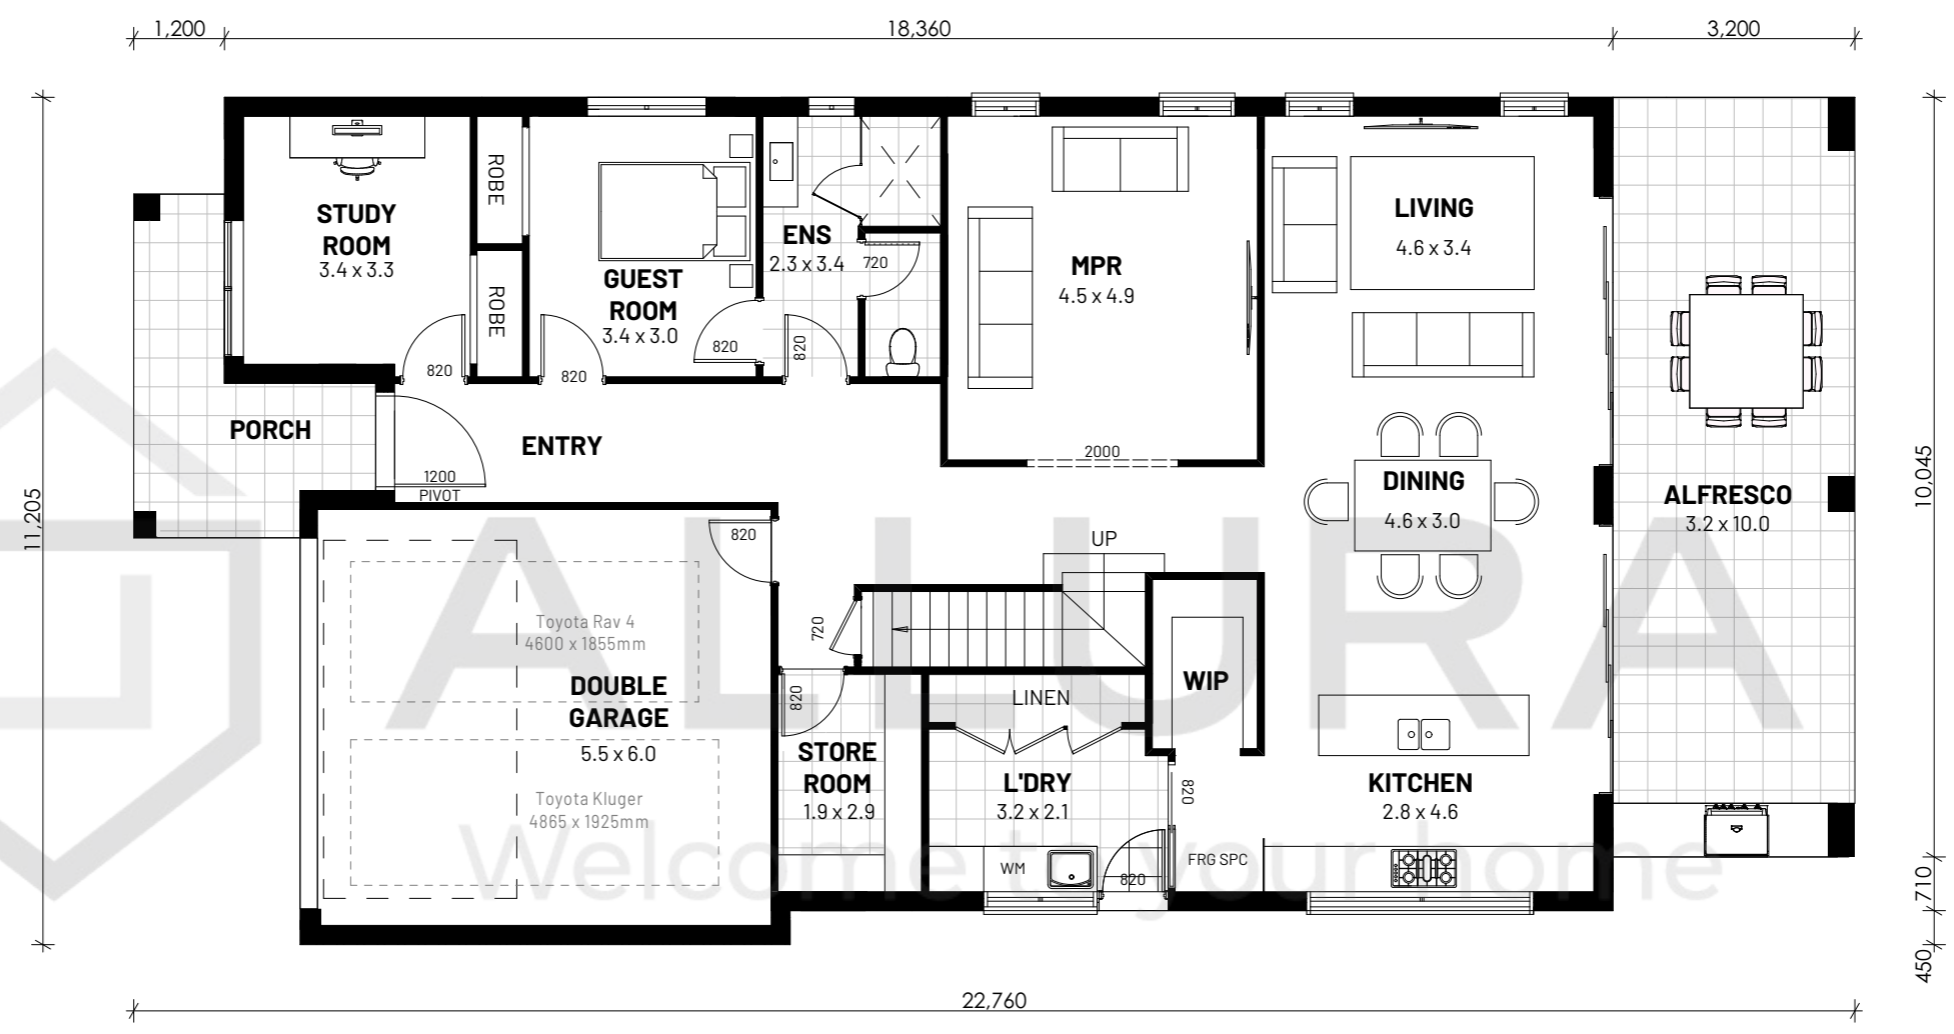 1,200
18,360
3,200
11,205
10,045
710
450
22,760
STUDY
ROOM
3.4 x 3.3
ROBE
ROBE
GUEST
ROOM
3.4 x 3.0
ENS
2.3 x 3.4
720
820
820
820
820
MPR
4.5 x 4.9
2000
LIVING
4.6 x 3.4
DINING
4.6 x 3.0
ALFRESCO
3.2 x 10.0
PORCH
1200
PIVOT
ENTRY
820
UP
720
Toyota Rav 4
4600 x 1855mm
DOUBLE
GARAGE
5.5 x 6.0
Toyota Kluger
4865 x 1925mm
820
STORE
ROOM
1.9 x 2.9
LINEN
L'DRY
3.2 x 2.1
WM
820
820
WIP
FRG SPC
KITCHEN
2.8 x 4.6
ALLURA
Welcome to your home